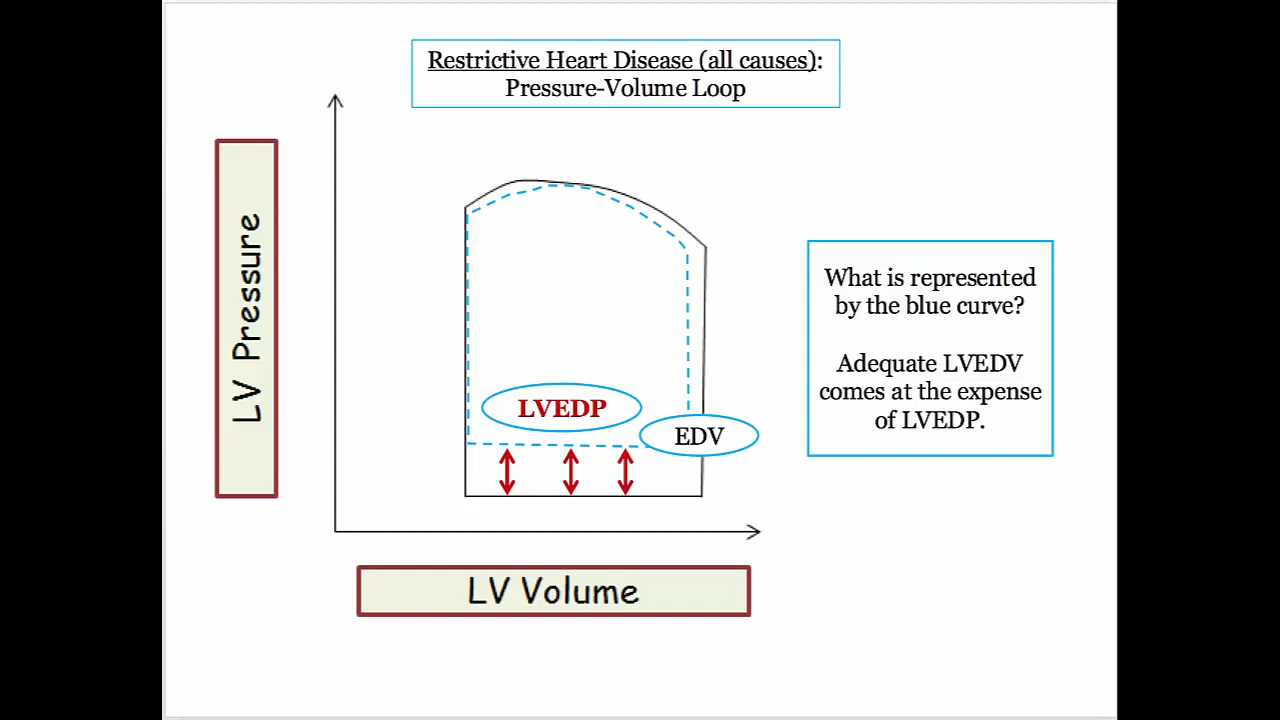 Restrictive Heart Disease (all causes):
Pressure-Volume Loop
LV Pressure
LVEDP
EDV
What is represented
by the blue curve?
Adequate LVEDV
comes at the expense
of LVEDP.
LV Volume